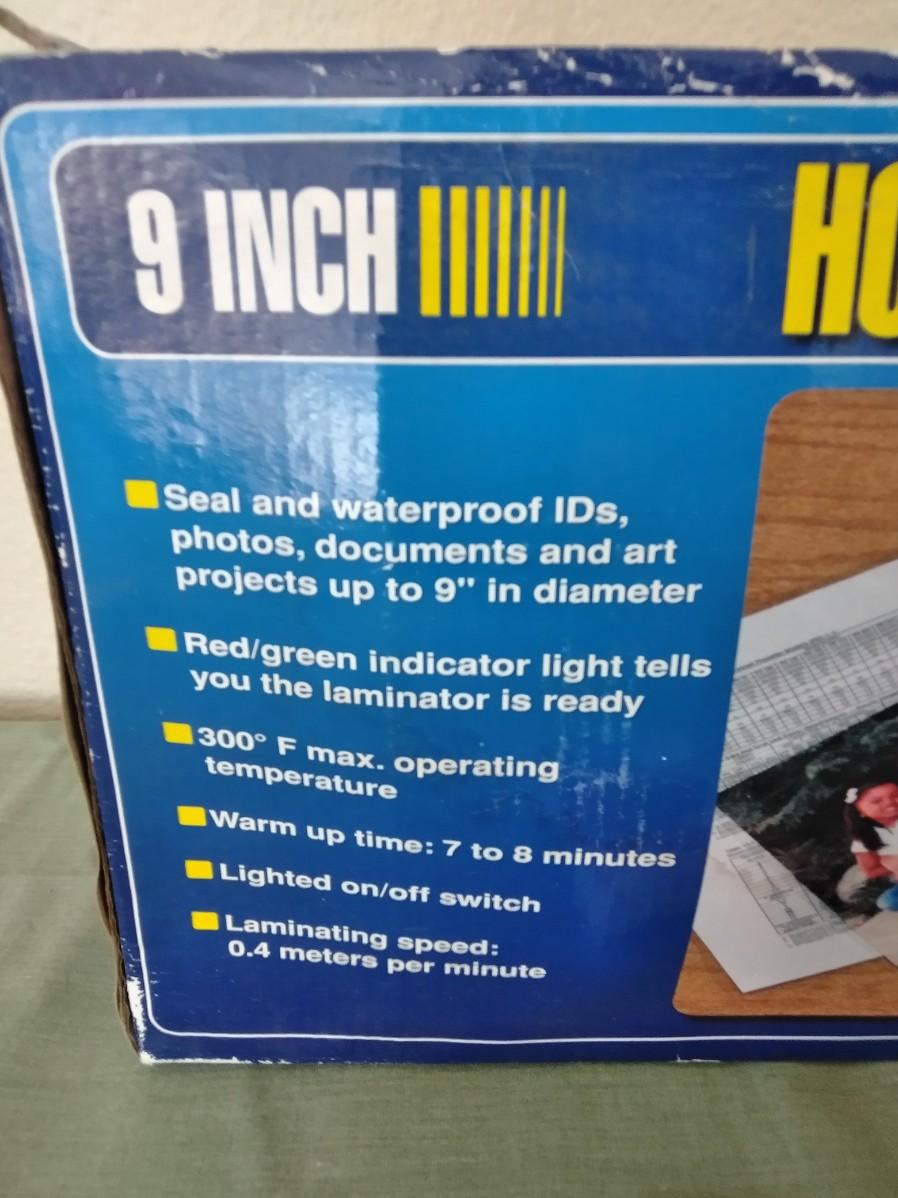 9 INCH
HO
Seal and waterproof IDs,
photos, documents and art
projects up to 9" in diameter
Red/green indicator light tells
you the laminator is ready
300° F max. operating
temperature
Warm up time: 7 to 8 minutes
Lighted on/off switch
Laminating speed:
0.4 meters per minute